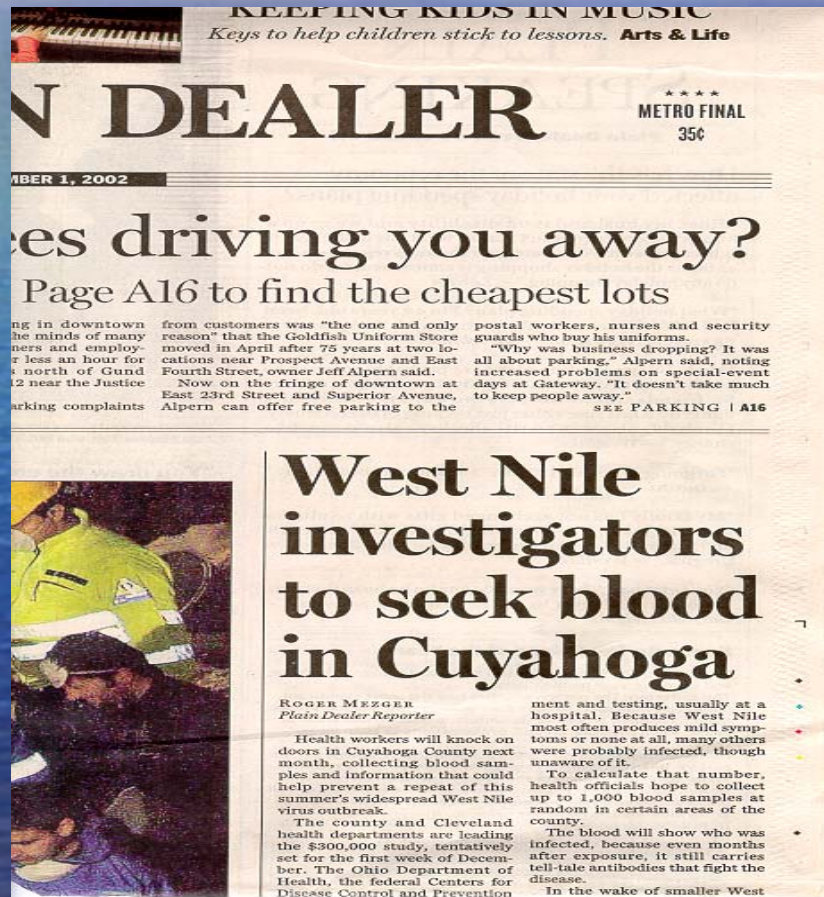 KEEPING KIDS IN MUSIC
Keys to help children stick to lessons. Arts & Life
N DEALER
METRO FINAL
35¢
MBER 1, 2002
ees driving you away?
Page A16 to find the cheapest lots
ng in downtown
he minds of many
ners and employ-
r less an hour for
north of Gund
12 near the Justice
arking complaints
from customers was "the one and only
reason" that the Goldfish Uniform Store
moved in April after 75 years at two lo-
cations near Prospect Avenue and East
Fourth Street, owner Jeff Alpern said.
Now on the fringe of downtown at
East 23rd Street and Superior Avenue,
Alpern can offer free parking to the
postal workers, nurses and security
guards who buy his uniforms.
"Why was business dropping? It was
all about parking," Alpern said, noting
increased problems on special-event
days at Gateway. "It doesn't take much
to keep people away."
SEE PARKING | A16
West Nile
investigators
to seek blood
in Cuyahoga
ROGER MEZGER
Plain Dealer Reporter
Health workers will knock on
doors in Cuyahoga County next
month, collecting blood sam-
ples and information that could
help prevent a repeat of this
summer's widespread West Nile
virus outbreak.
The county and Cleveland
health departments are leading
the $300,000 study, tentatively
set for the first week of Decem-
ber. The Ohio Department of
Health, the federal Centers for
Disease Control and Prevention
ment and testing, usually at a
hospital. Because West Nile
most often produces mild symp-
toms or none at all, many others
were probably infected, though
unaware of it.
To calculate that number,
health officials hope to collect
up to 1,000 blood samples at
random in certain areas of the
county.
The blood will show who was
infected, because even months
after exposure, it still carries
tell-tale antibodies that fight the
disease.
In the wake of smaller West